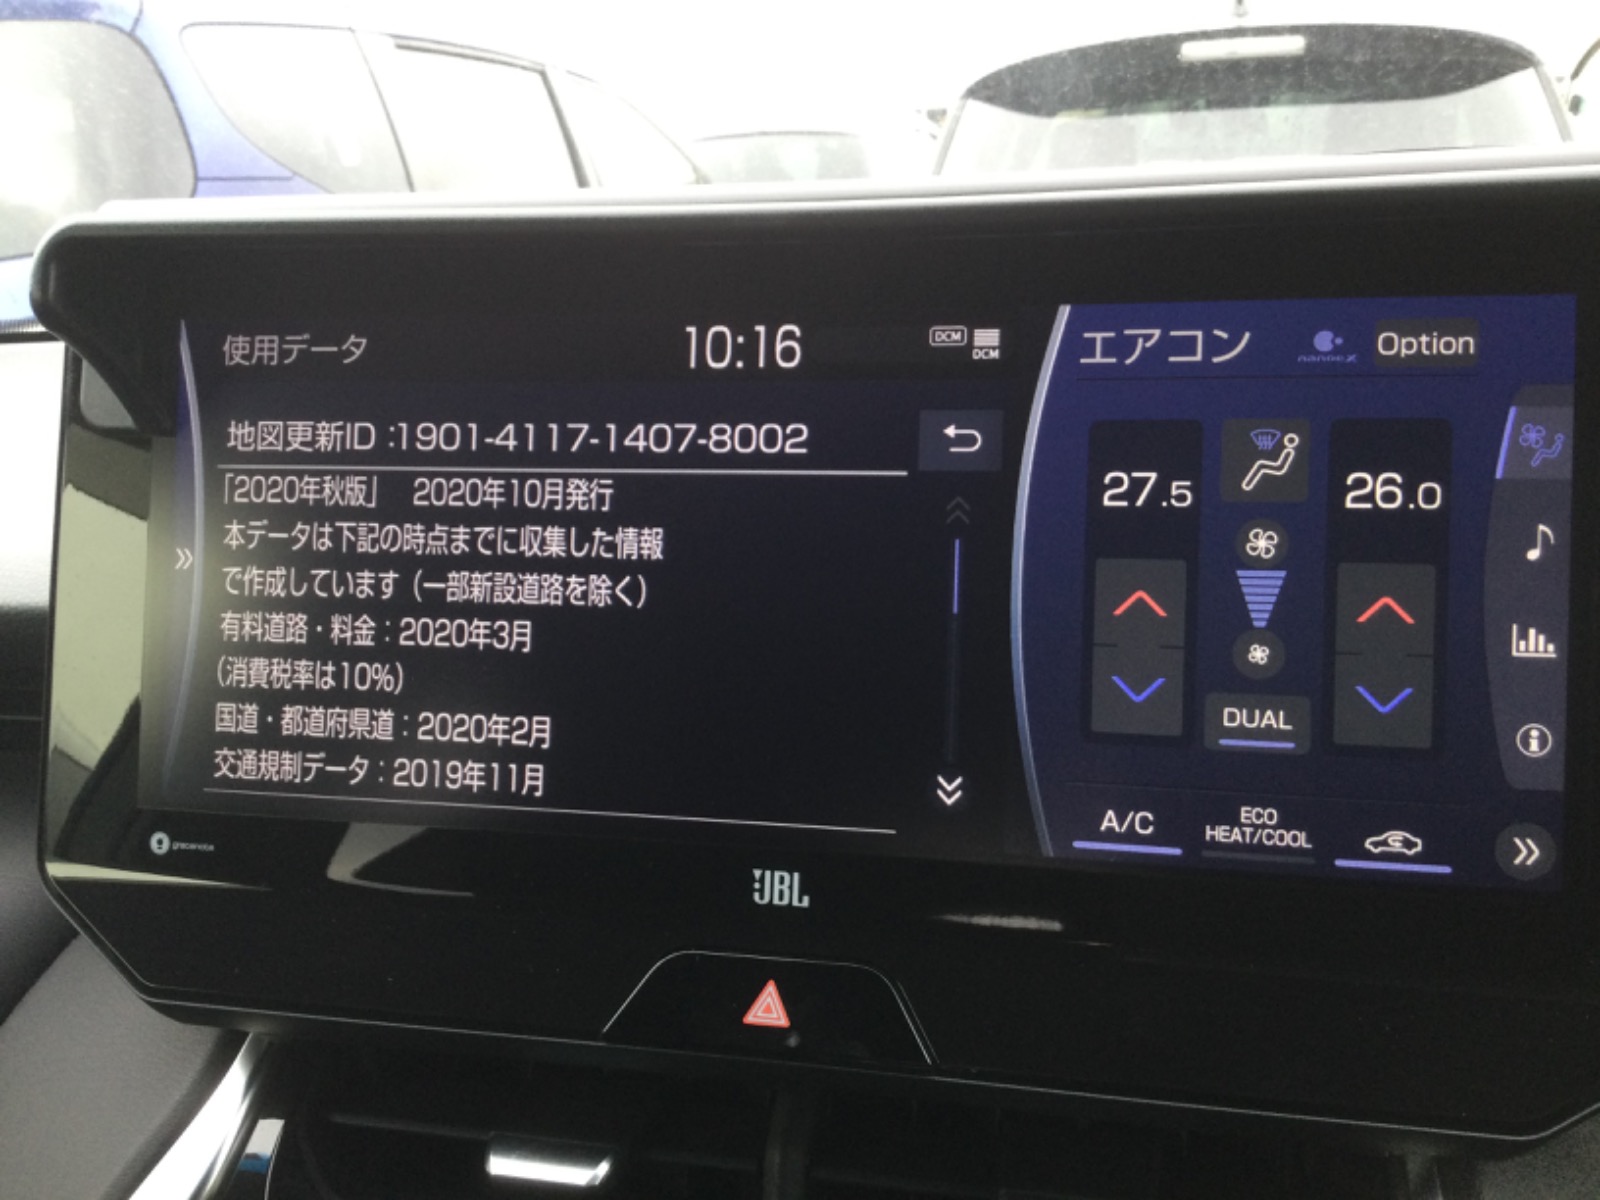 使用データ
10:16
DCM
DCM
地図更新ID :1901-4117-1407-8002
「2020年秋版」 2020年10月発行
本データは下記の時点までに収集した情報
で作成しています（一部新設道路を除く）
有料道路・料金：2020年3月
(消費税率は10%)
国道・都道府県道：2020年2月
交通規制データ：2019年11月
gracenote
エアコン
nanoe X
Option
27.5
26.0
DUAL
A/C
ECO
HEAT/COOL
JBL